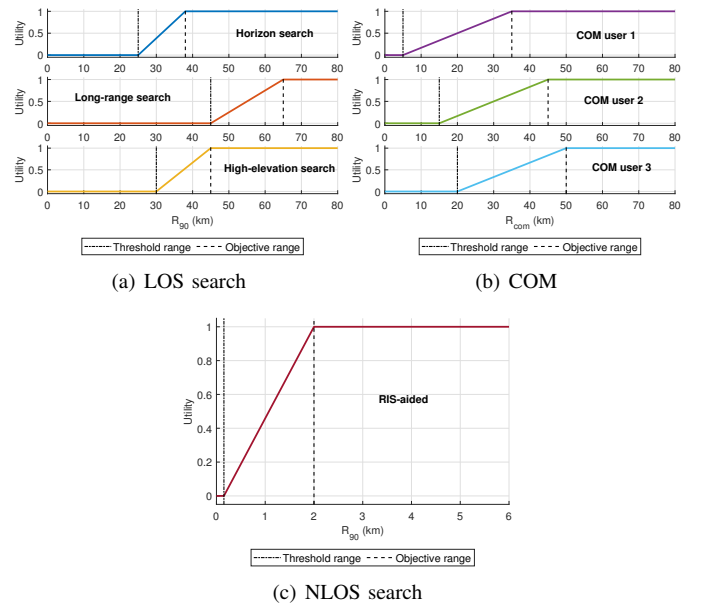 Utility
1
0.5
0
Horizon search
0 10 20 30 40 50 60 70 80
Utility
1
0.5
0
Long-range search
0 10 20 30 40 50 60 70 80
Utility
1
0.5
0
High-elevation search
0 10 20 30 40 50 60 70 80
R90 (km)
Threshold range Objective range
(a) LOS search
Utility
1
0.5
0
COM user 1
0 10 20 30 40 50 60 70 80
Utility
1
0.5
0
COM user 2
0 10 20 30 40 50 60 70 80
Utility
1
0.5
0
COM user 3
0 10 20 30 40 50 60 70 80
Rcom (km)
Threshold range Objective range
(b) COM
Utility
1
0.8
0.6
0.4
0.2
0
RIS-aided
0 1 2 3 4 5 6
R90 (km)
Threshold range Objective range
(c) NLOS search